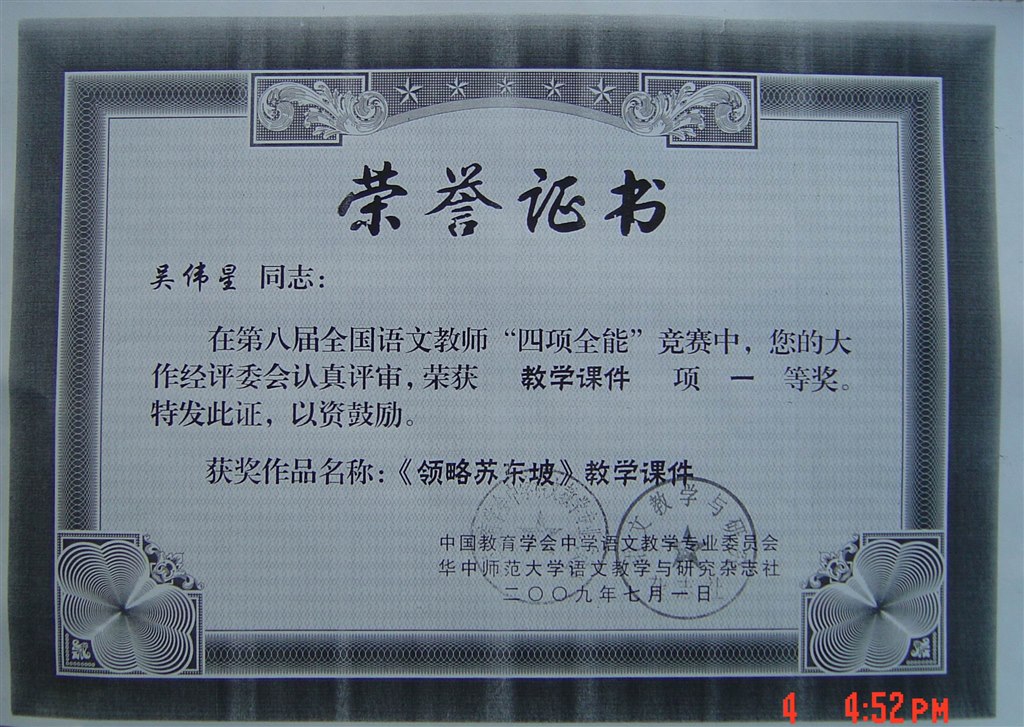 荣誉证书
吴伟星 同志：
在第八届全国语文教师“四项全能”竞赛中，您的大
作经评委会认真评审，荣获 教学课件 项 一 等奖。
特发此证，以资鼓励。
获奖作品名称：《领略苏东坡》教学课件
中国教育学会中学语文教学专业委员会
华中师范大学语文教学与研究杂志社
二〇〇九年七月一日
文教学与研
4 4:52PM